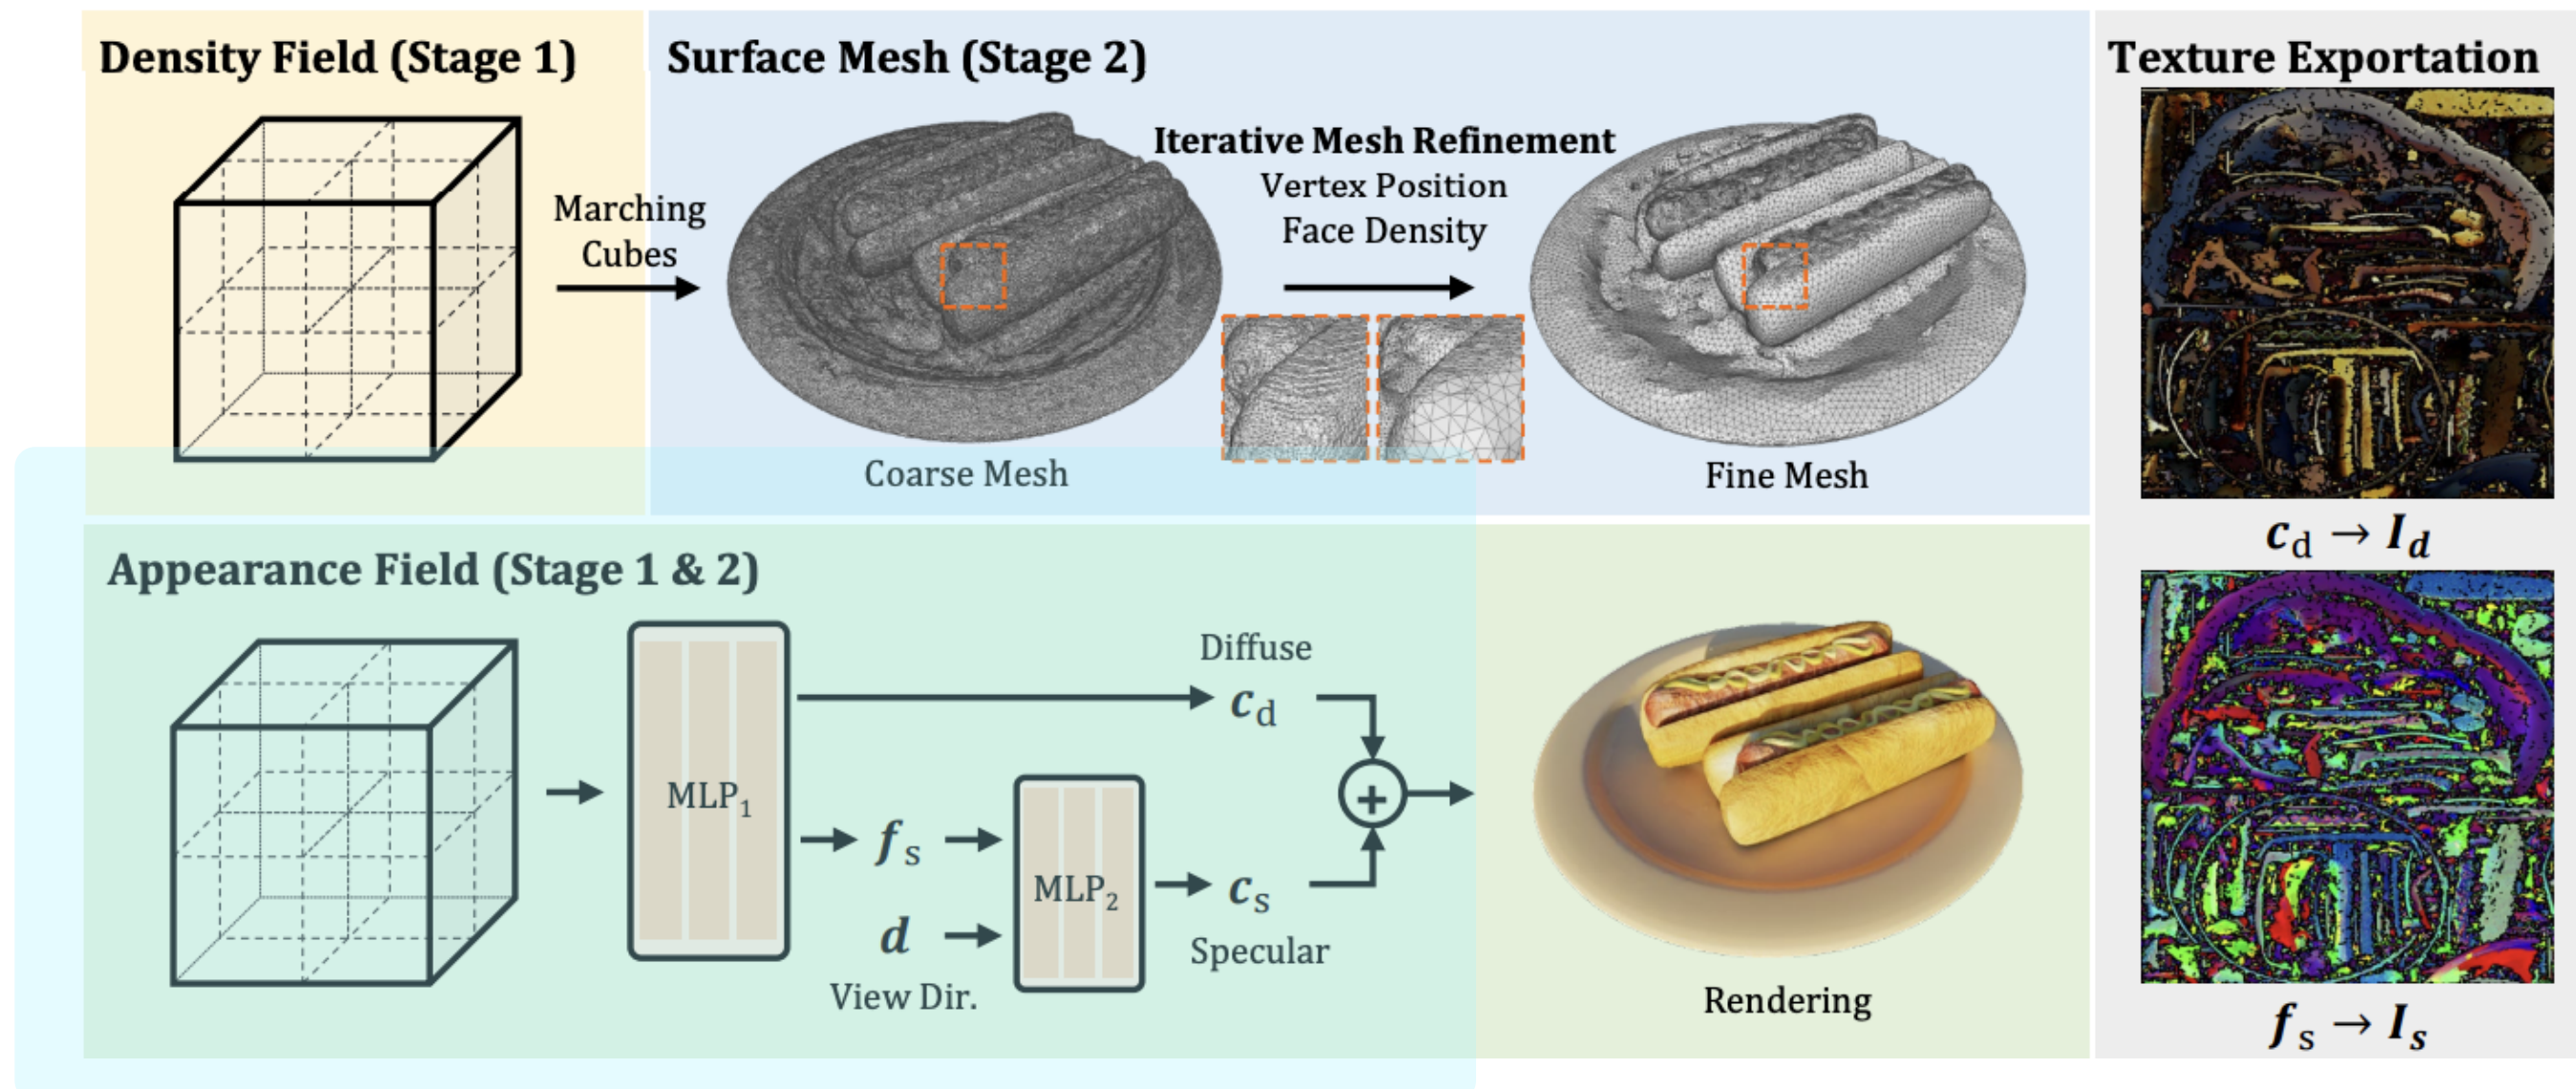 Density Field (Stage 1)
Surface Mesh (Stage 2)
Texture Exportation
Marching
Cubes
Iterative Mesh Refinement
Vertex Position
Face Density
Coarse Mesh
Fine Mesh
c_d → I_d
Appearance Field (Stage 1 & 2)
MLP₁
Diffuse
c_d
f_s
d
View Dir.
MLP₂
c_s
Specular
+
Rendering
f_s → I_s